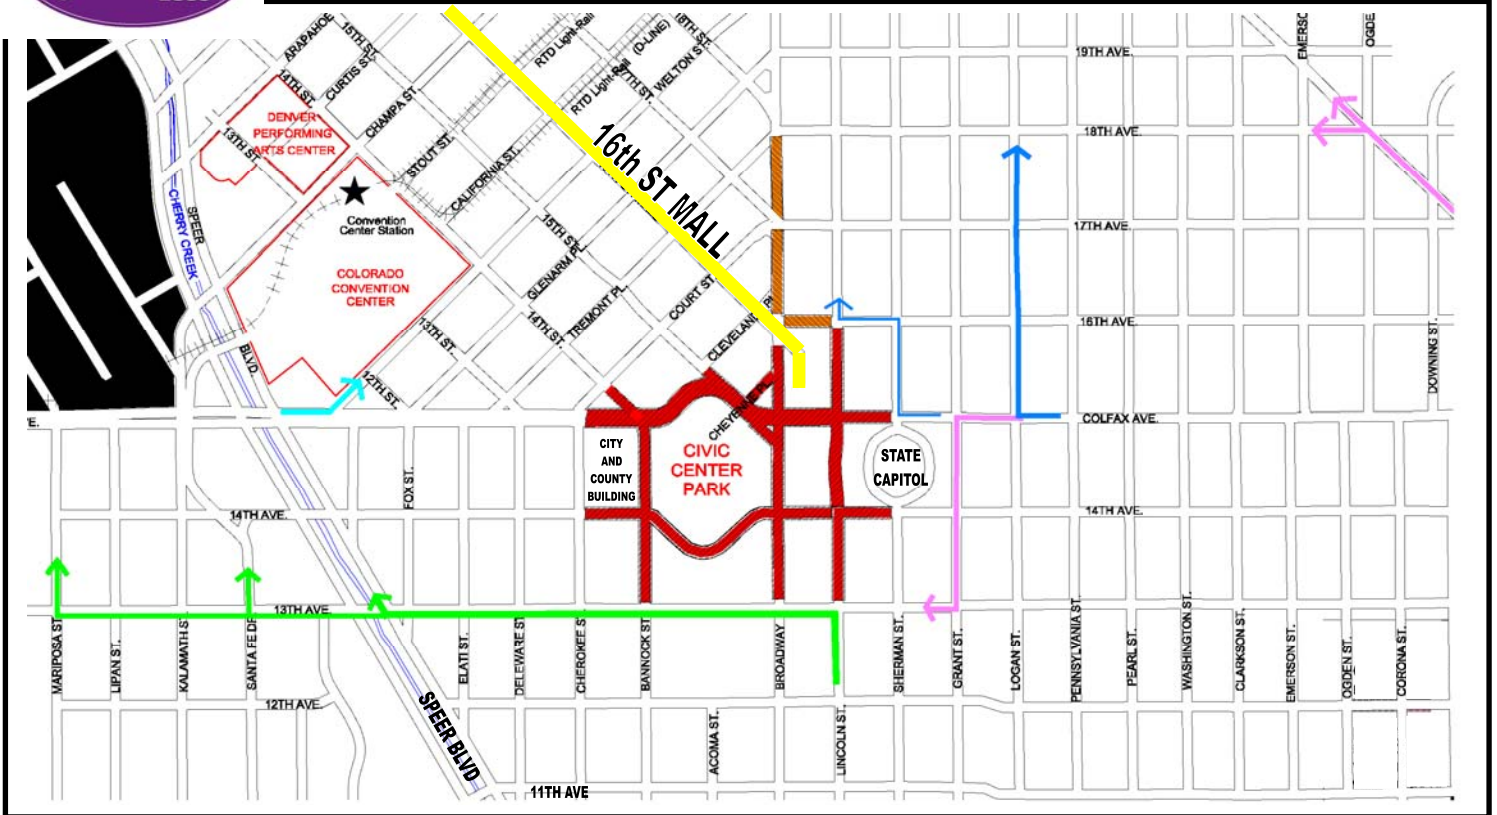 ARAPAHOE
15TH ST.
CURTIS ST.
14TH ST.
CHAMPA ST.
DENVER
PERFORMING
ARTS CENTER
13TH ST.
STOUT ST.
CALIFORNIA ST.
RTD Light-Rail
RTD Light-Rail
(D-LINE)
18TH ST.
17TH ST.
WELTON ST.
16th ST MALL
EMERSO
OGDE
19TH AVE.
18TH AVE.
17TH AVE.
16TH AVE.
DOWNING ST.
COLFAX AVE.
SPEER
CHERRY CREEK
BLVD.
Convention
Center Station
COLORADO
CONVENTION
CENTER
15TH ST.
GLENARM PL.
TREMONT PL.
14TH ST.
COURT ST.
CLEVELAND PL
13TH ST.
12TH ST.
CHEYENNE PL.
E.
CITY
AND
COUNTY
BUILDING
CIVIC
CENTER
PARK
STATE
CAPITOL
FOX ST.
14TH AVE.
14TH AVE.
13TH AVE.
MARIPOSA ST.
LIPAN ST.
KALAMATH S
SANTA FE DR
ELATI ST.
DELEWARE ST
CHEROKEE S
BANNOCK ST
BROADWAY
SHERMAN ST.
GRANT ST.
LOGAN ST.
PENNSYLVANIA ST.
PEARL ST.
WASHINGTON ST.
CLARKSON ST.
EMERSON ST.
OGDEN ST.
CORONA ST.
12TH AVE.
SPEER BLVD
ACOMA ST.
LINCOLN ST.
11TH AVE